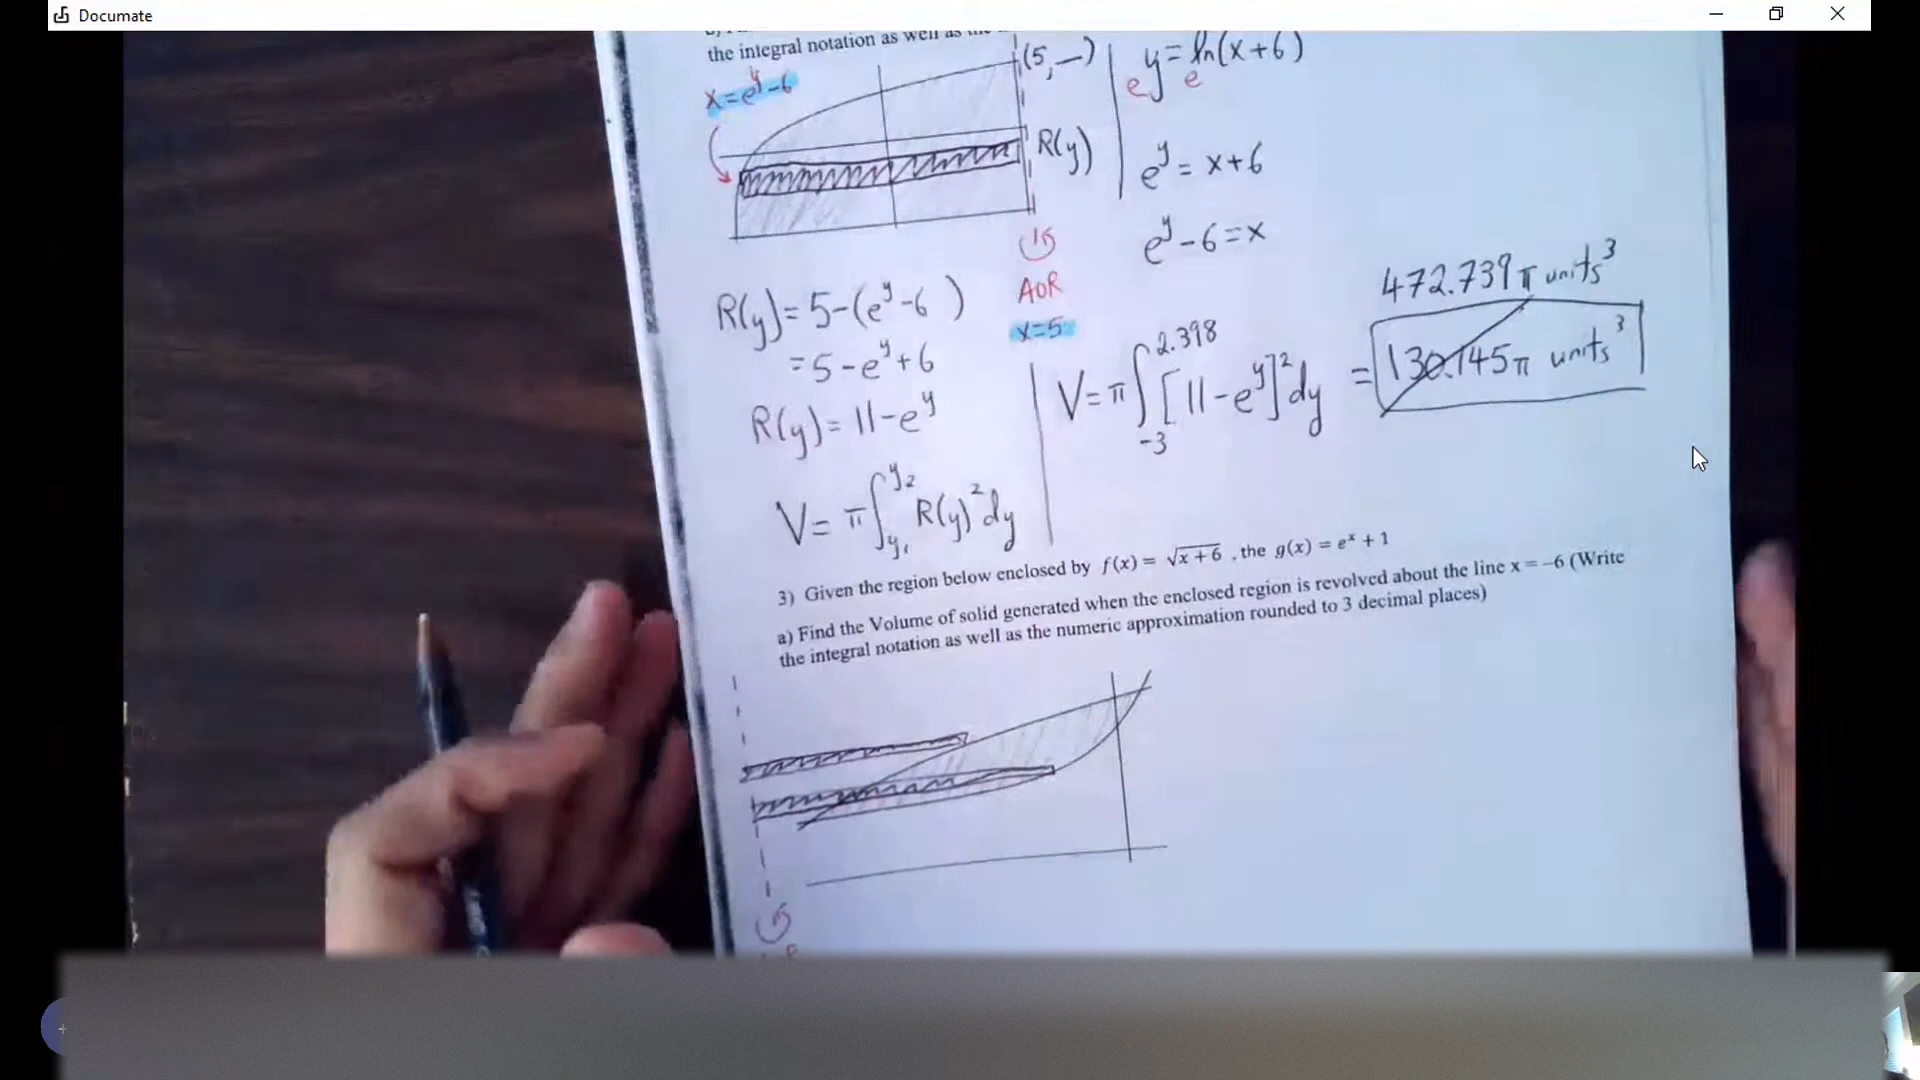 Documate
the integral notation as well as the
(5, —)
y = ln(x+6)
e e
x = e^y - 6
R(y)
e^y = x+6
e^y - 6 = x
AOR
x=5
R(y) = 5 - (e^y - 6 )
= 5 - e^y + 6
R(y) = 11 - e^y
V = π ∫_{y₁}^{y₂} R(y)² dy
V = π ∫_{-3}^{2.398} [11 - e^y]² dy =
472.739π units³
130.145π units³
3) Given the region below enclosed by f(x) = √x + 6 , the g(x) = eˣ + 1
a) Find the Volume of solid generated when the enclosed region is revolved about the line x = –6 (Write
the integral notation as well as the numeric approximation rounded to 3 decimal places)